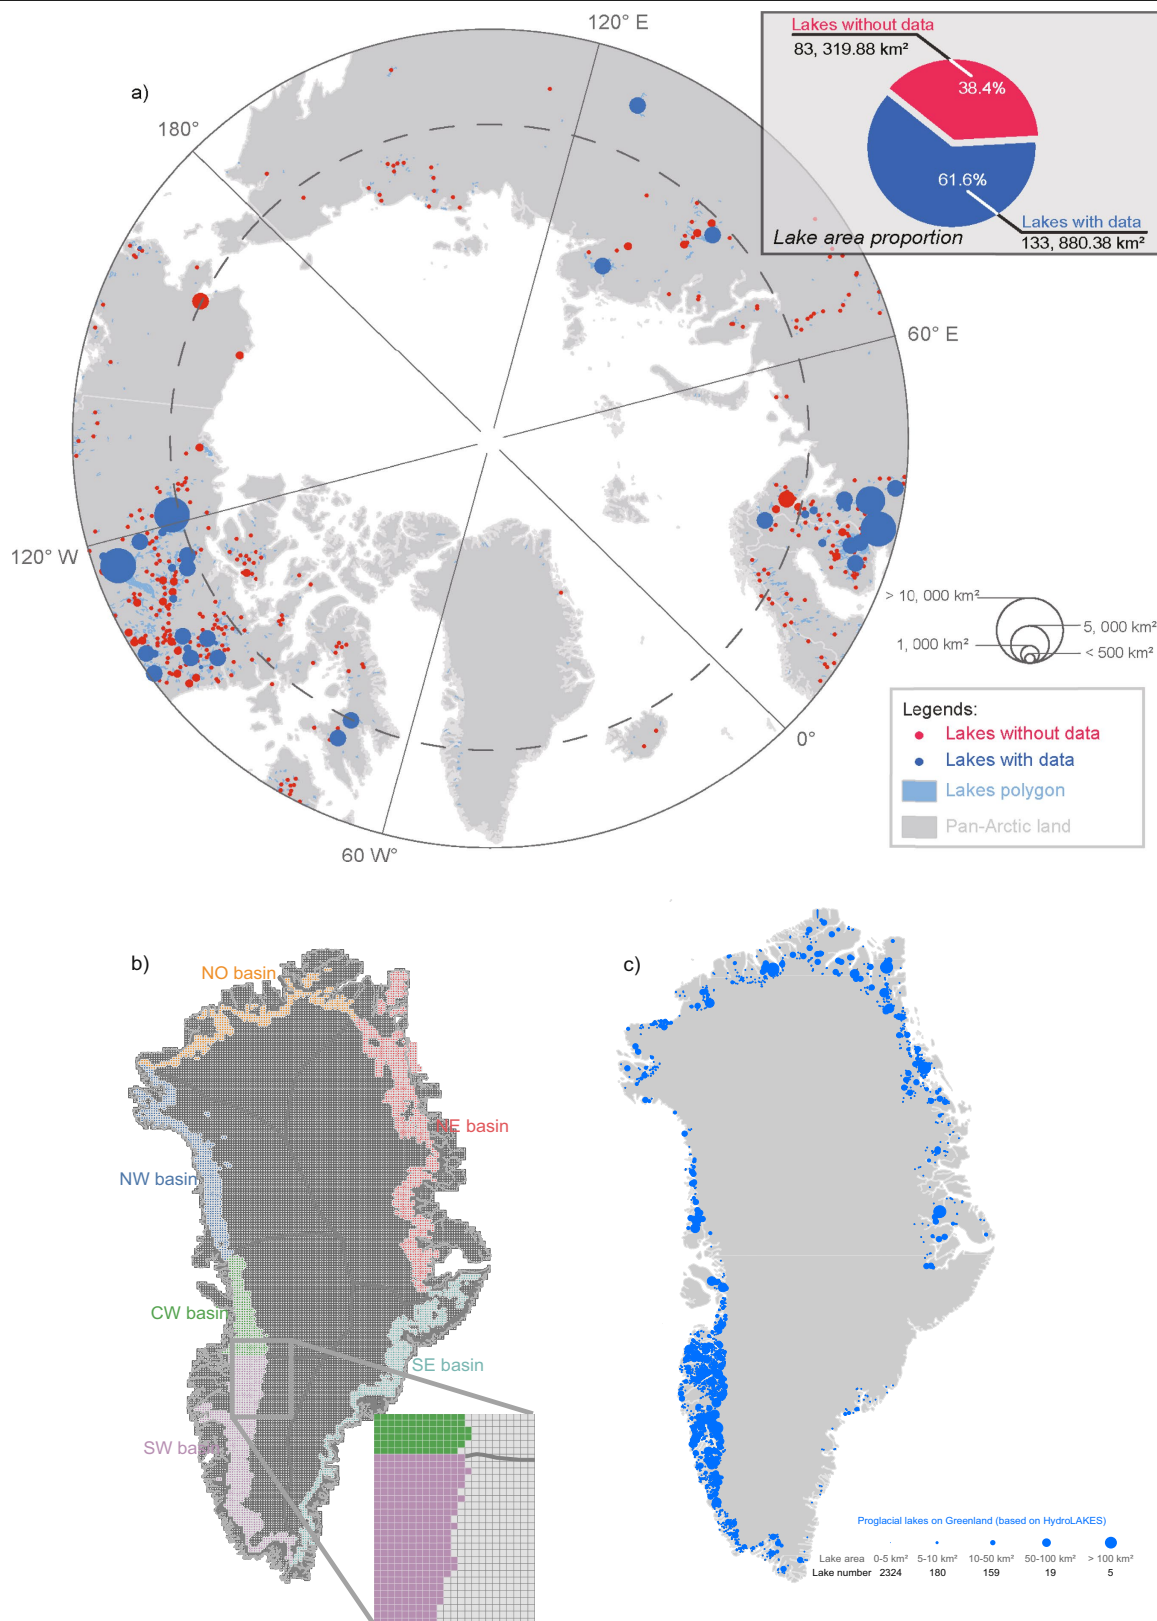 120° E
Lakes without data
83, 319.88 km²
38.4%
61.6%
Lakes with data
133, 880.38 km²
Lake area proportion
a)
180°
60° E
120° W
> 10, 000 km²
5, 000 km²
1, 000 km²
< 500 km²
Legends:
Lakes without data
Lakes with data
Lakes polygon
Pan-Arctic land
0°
60 W°
b)
NO basin
NE basin
NW basin
CW basin
SE basin
SW basin
c)
Proglacial lakes on Greenland (based on HydroLAKES)
Lake area 0-5 km² 5-10 km² 10-50 km² 50-100 km² > 100 km²
Lake number 2324 180 159 19 5